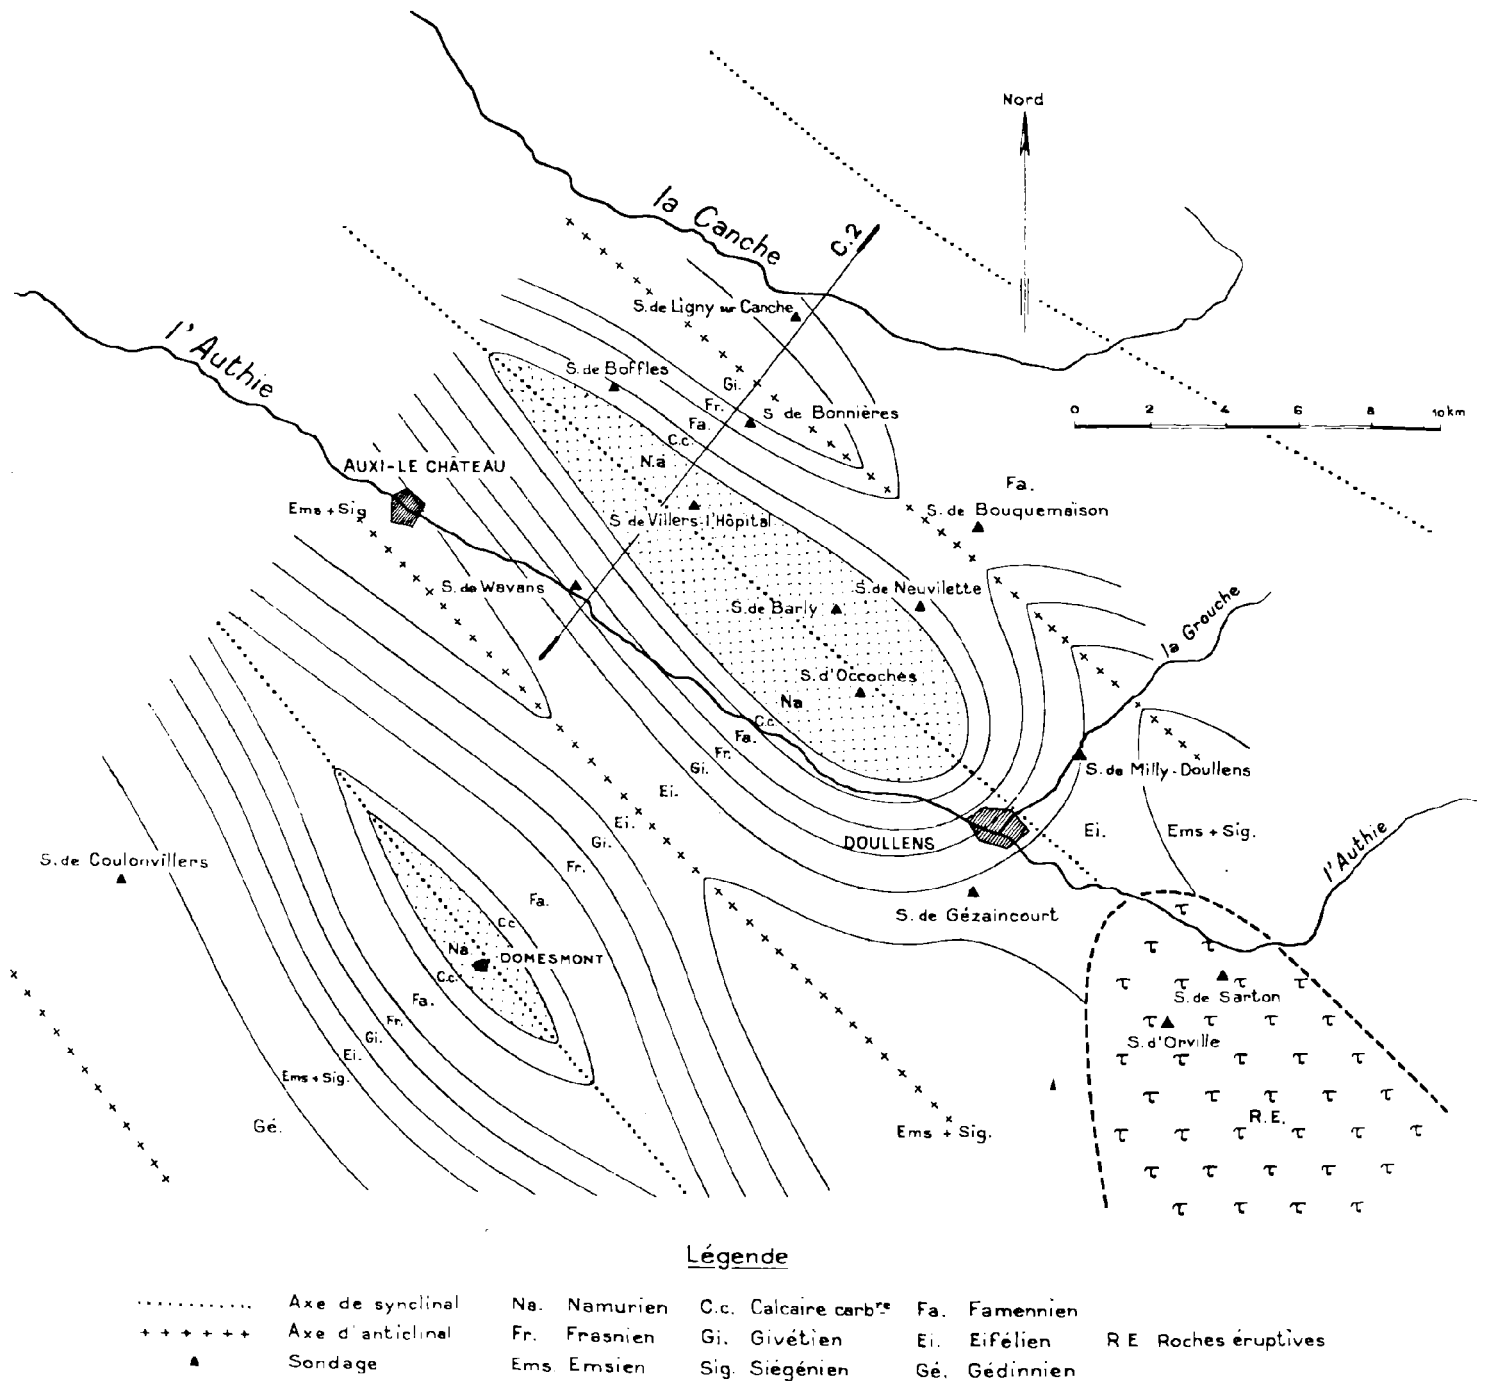 Nord
la Canche
C.2
l'Authie
S. de Ligny sur Canche
S. de Boffles
Gi.
Fr.
S. de Bonnières
Fa.
C.c.
Na
0 2 4 6 8 10 km
AUXI-LE CHÂTEAU
Ems + Sig
Fa.
S. de Bouquemaison
S. de Villers-l'Hôpital
S. de Wavans
S. de Barly
S. de Neuvilette
la Grouche
S. d'Occoches
Na
C.c
Fa.
Fr.
Gi.
Ei.
S. de Milly-Doullens
Ei.
Gi.
Fr.
Fa.
Cc
DOULLENS
Ei.
Ems + Sig.
l'Authie
S. de Coulonvillers
S. de Gézaincourt
Na
DOMESMONT
C.c.
Fa.
Fr.
Gi.
Ei.
Ems + Sig.
Gé.
S. de Sarton
S. d'Orville
R.E.
Ems + Sig.
Légende
Axe de synclinal Na. Namurien C.c. Calcaire carbre Fa. Famennien
Axe d'anticlinal Fr. Frasnien Gi. Givétien Ei. Eifélien R E Roches éruptives
Sondage Ems Emsien Sig. Siégénien Gé. Gédinnien